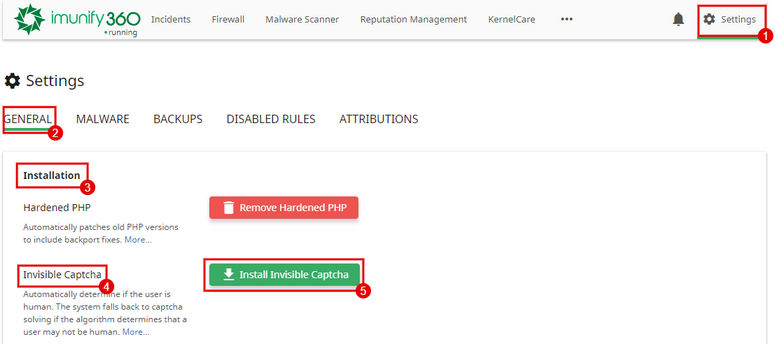 imunify360 Incidents Firewall Malware Scanner Reputation Management KernelCare ••• Settings
•running
1
Settings
GENERAL MALWARE BACKUPS DISABLED RULES ATTRIBUTIONS
2
Installation
3
Hardened PHP Remove Hardened PHP
Automatically patches old PHP versions
to include backport fixes. More...
Invisible Captcha Install Invisible Captcha
4 5
Automatically determine if the user is
human. The system falls back to captcha
solving if the algorithm determines that a
user may not be human. More...